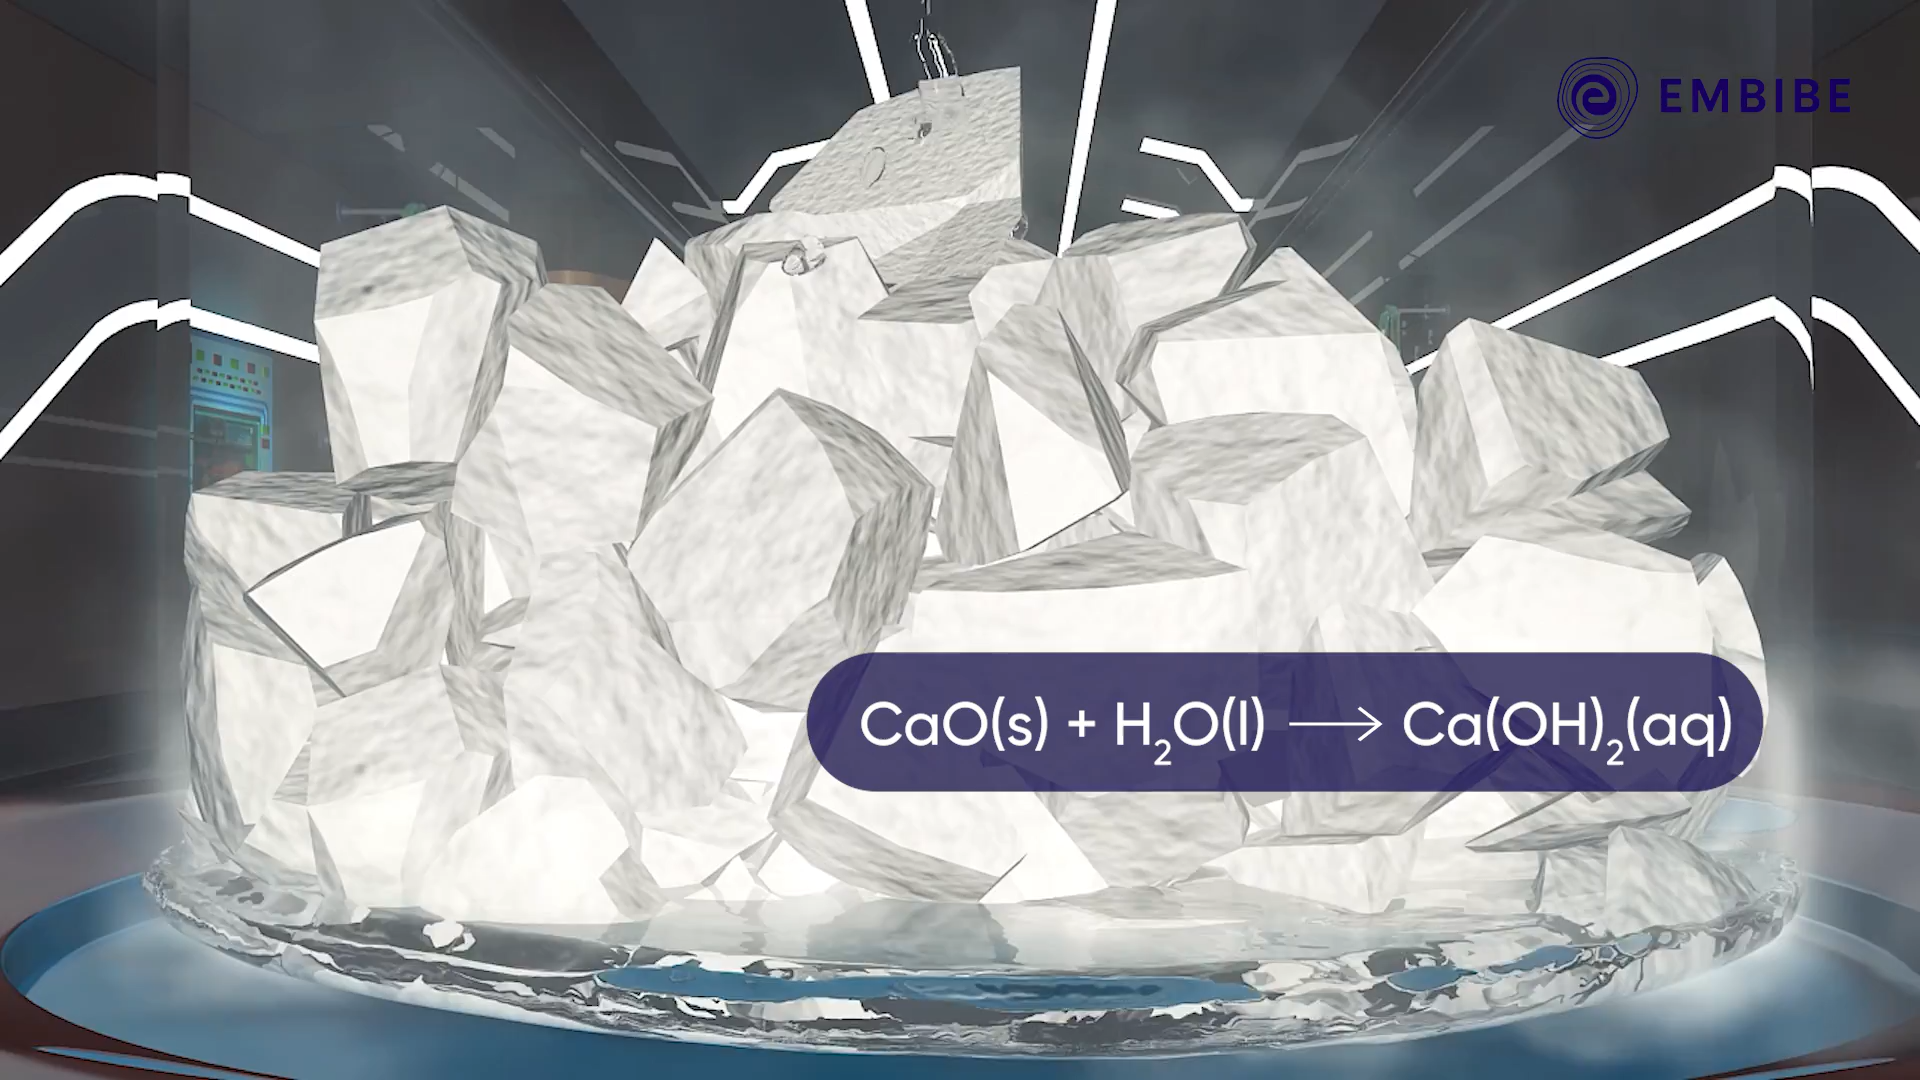 EMBIBE
CaO(s) + H₂O(l) ⟶ Ca(OH)₂(aq)